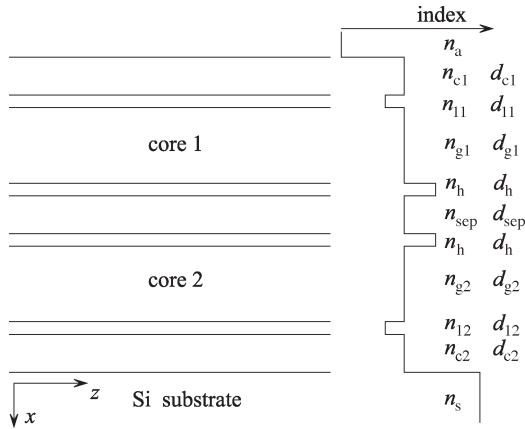 index
nₐ
n_c1 d_c1
n_11 d_11
core 1 n_g1 d_g1
n_h d_h
n_sep d_sep
n_h d_h
core 2 n_g2 d_g2
n_12 d_12
n_c2 d_c2
z
Si substrate n_s
x